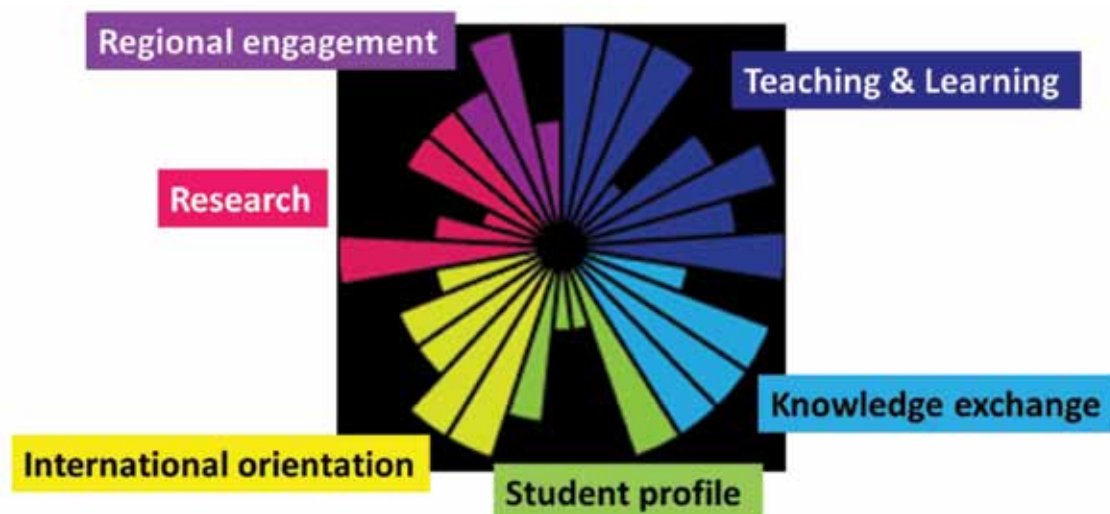 Regional engagement
Teaching & Learning
Research
Knowledge exchange
International orientation
Student profile